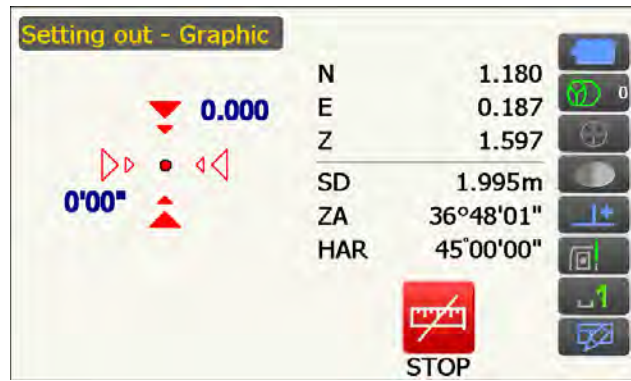 Setting out - Graphic
N 1.180
0.000
E 0.187
Z 1.597
0'00"
SD 1.995m
ZA 36°48'01"
HAR 45°00'00"
STOP
0
1